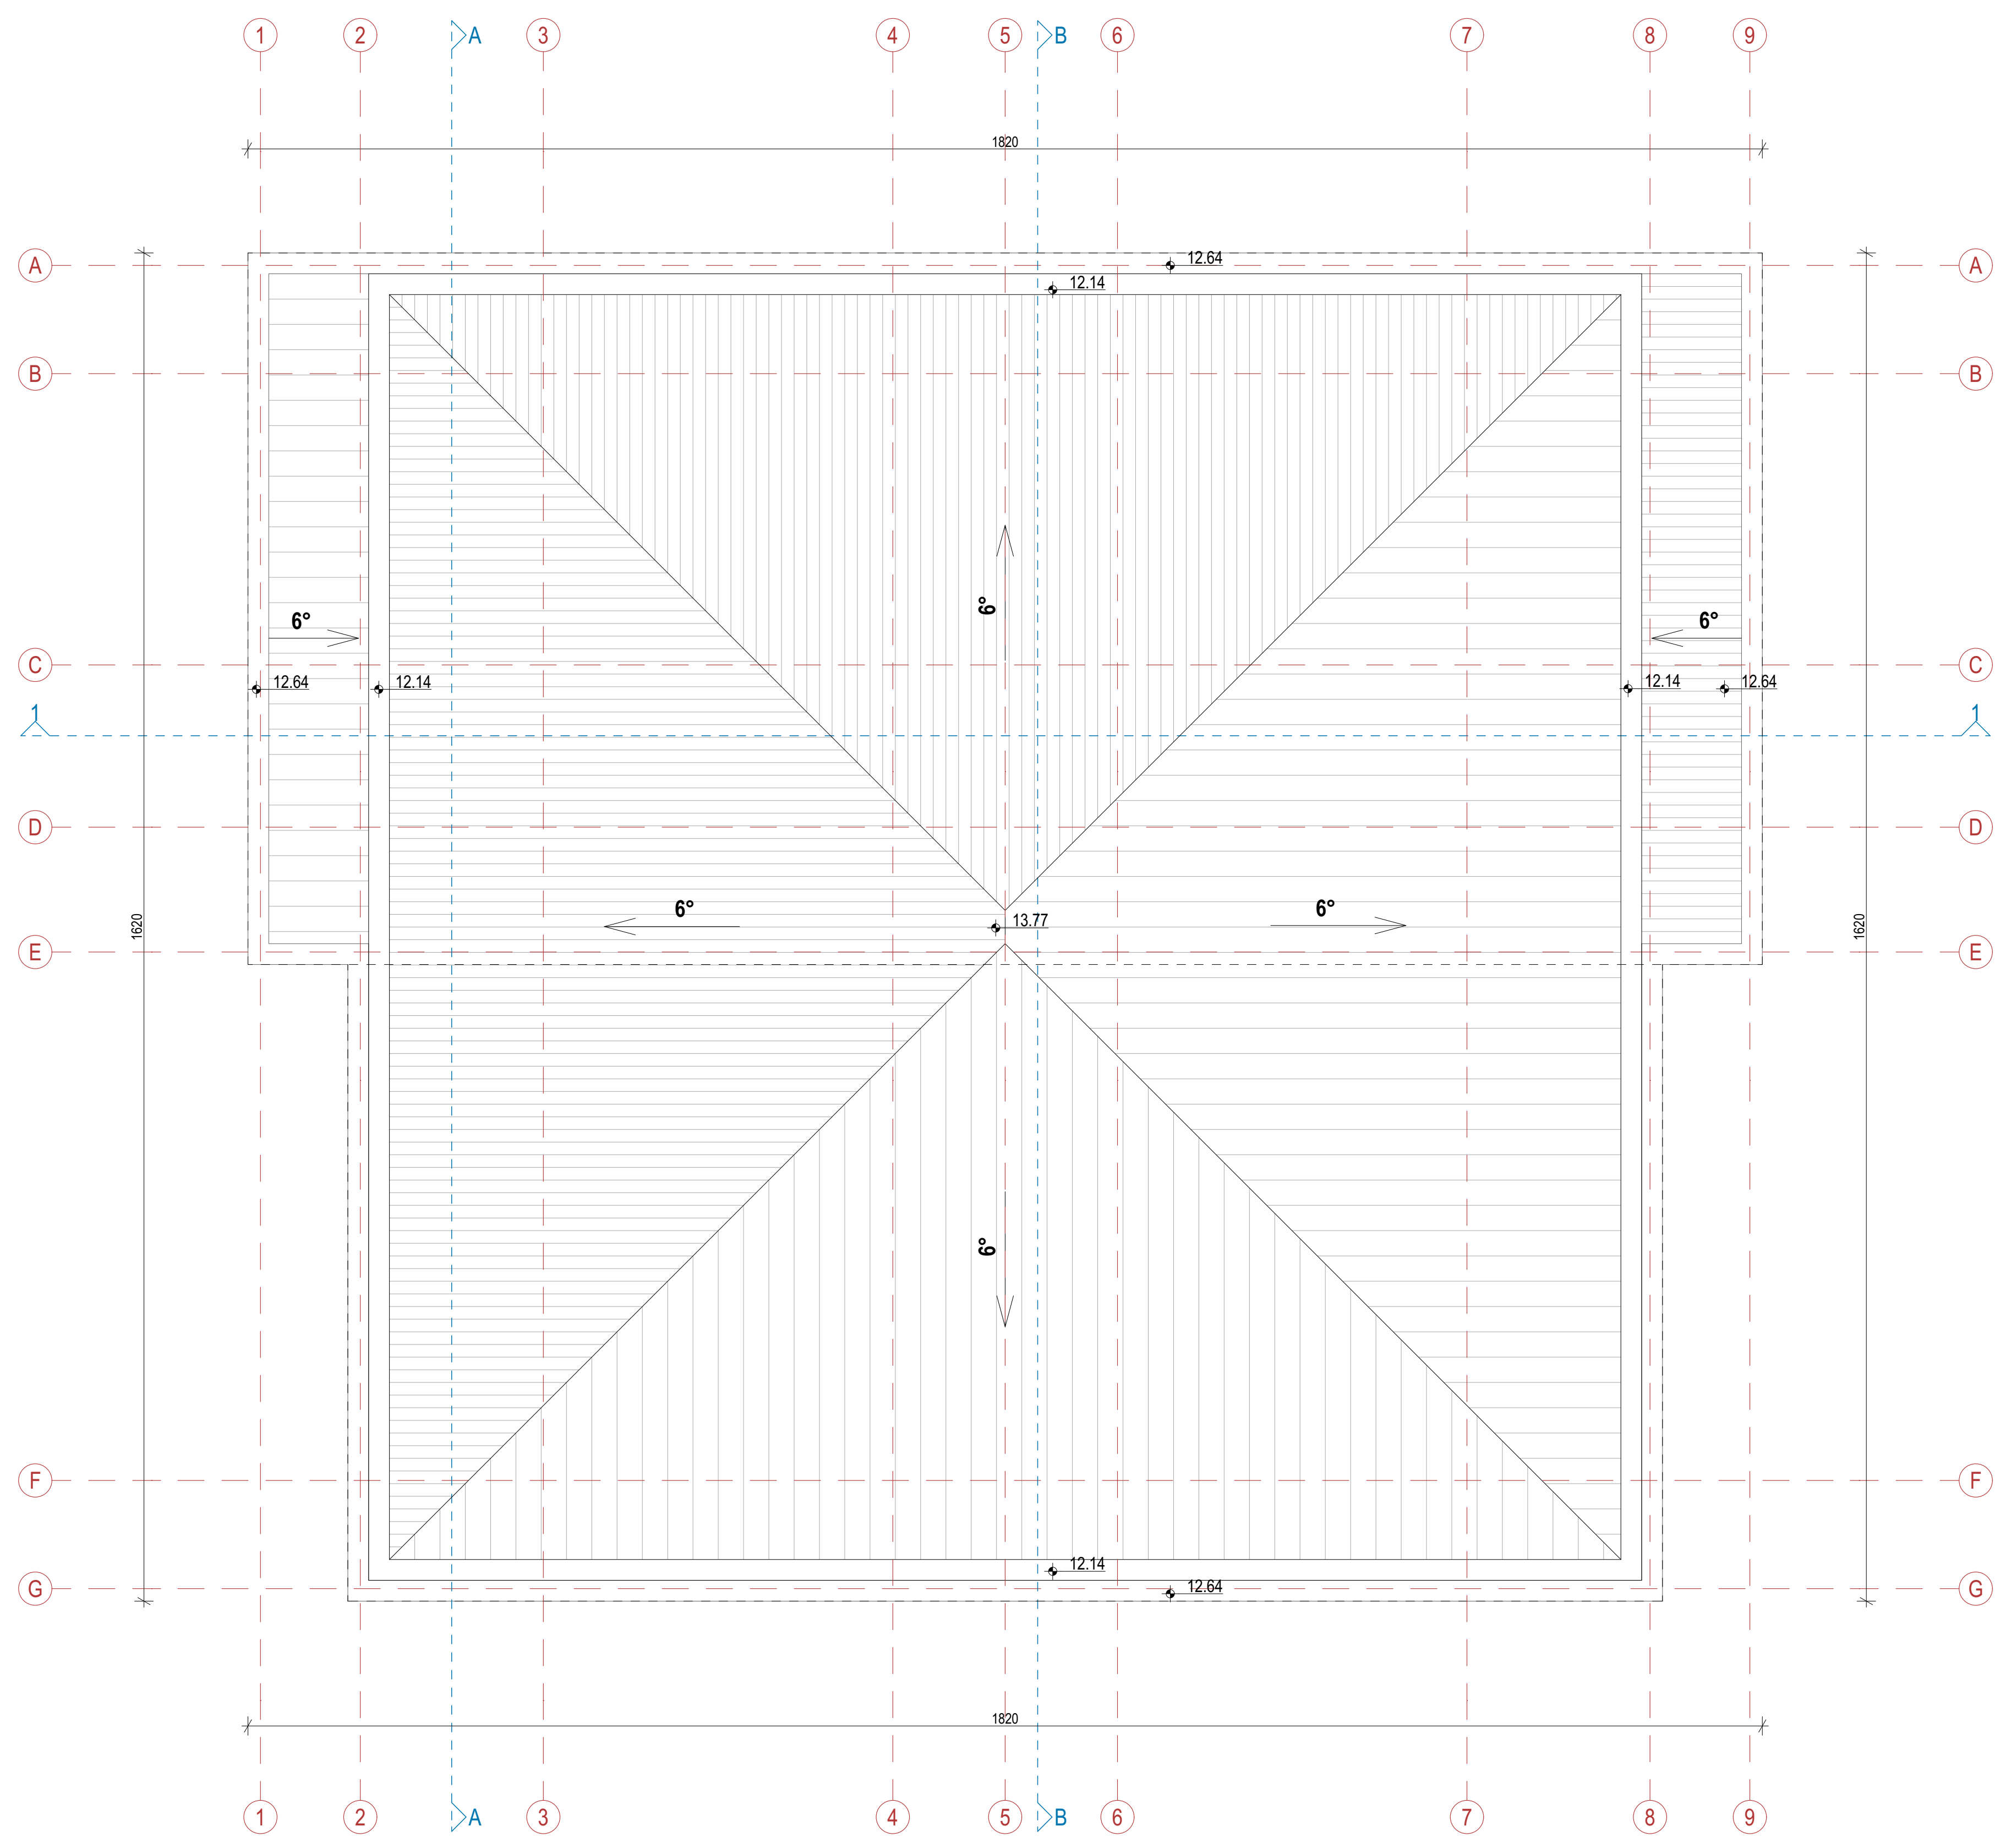 1 2 A 3 4 5 B 6 7 8 9
1820
A 12.64 A
12.14
B B
6°
6° 6°
C C
12.64 12.14 12.14 12.64
1 1
D D
6° 6°
13.77
1620 1620
E E
6°
F F
12.14
G 12.64 G
1820
1 2 A 3 4 5 B 6 7 8 9